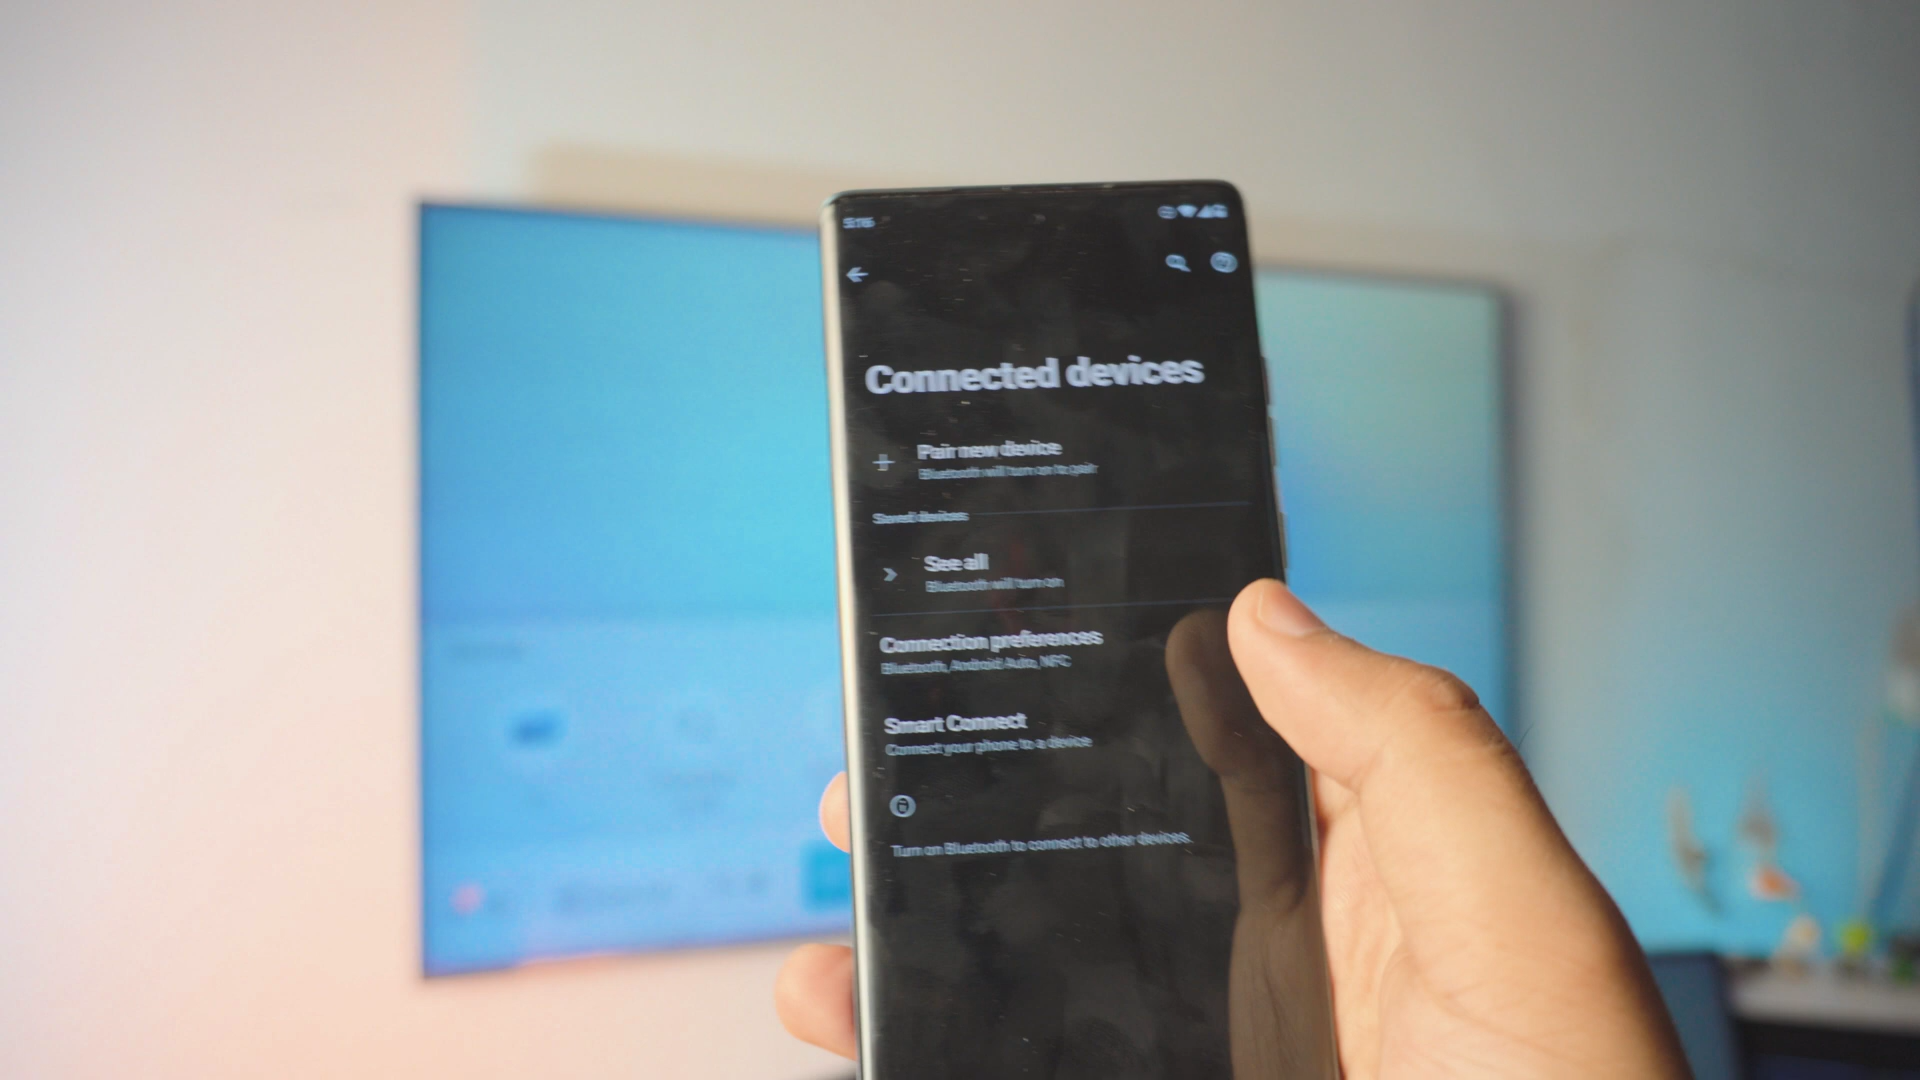 5:16
Connected devices
Pair new device
Bluetooth will turn on to pair
Saved devices
See all
Bluetooth will turn on
Connection preferences
Bluetooth, Android Auto, NFC
Smart Connect
Connect your phone to a device
Turn on Bluetooth to connect to other devices.